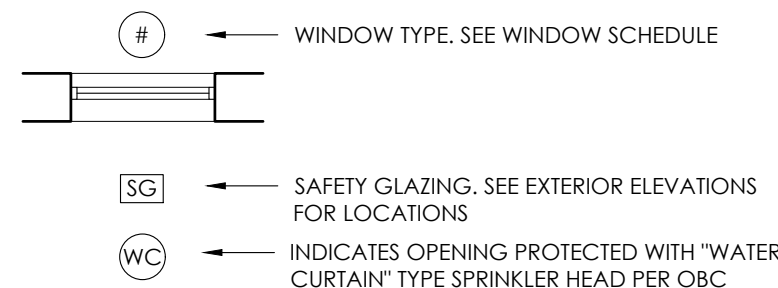 # WINDOW TYPE. SEE WINDOW SCHEDULE
SG SAFETY GLAZING. SEE EXTERIOR ELEVATIONS
FOR LOCATIONS
WC INDICATES OPENING PROTECTED WITH "WATER
CURTAIN" TYPE SPRINKLER HEAD PER OBC